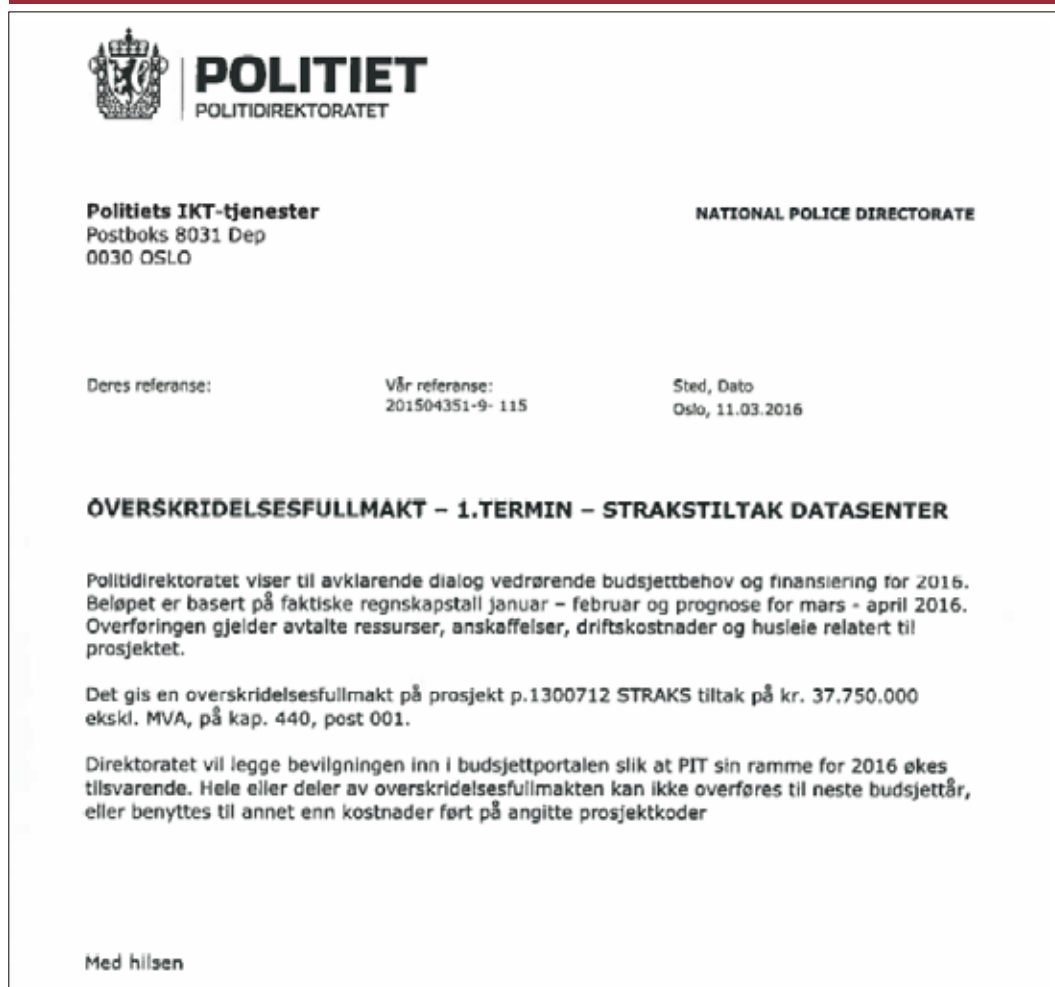 POLITIET
POLITIDIREKTORATET
Politiets IKT-tjenester
Postboks 8031 Dep
0030 OSLO
NATIONAL POLICE DIRECTORATE
Deres referanse:
Vår referanse:
201504351-9- 115
Sted, Dato
Oslo, 11.03.2016
OVERSKRIDELSESFULLMAKT – 1.TERMIN – STRAKSTILTAK DATASENTER
Politidirektoratet viser til avklarende dialog vedrørende budsjettbehov og finansiering for 2016.
Beløpet er basert på faktiske regnskapstall januar – februar og prognose for mars - april 2016.
Overføringen gjelder avtalte ressurser, anskaffelser, driftskostnader og husleie relatert til
prosjektet.
Det gis en overskridelsesfullmakt på prosjekt p.1300712 STRAKS tiltak på kr. 37.750.000
ekskl. MVA, på kap. 440, post 001.
Direktoratet vil legge bevilgningen inn i budsjettportalen slik at PIT sin ramme for 2016 økes
tilsvarende. Hele eller deler av overskridelsesfullmakten kan ikke overføres til neste budsjettår,
eller benyttes til annet enn kostnader ført på angitte prosjektkoder
Med hilsen